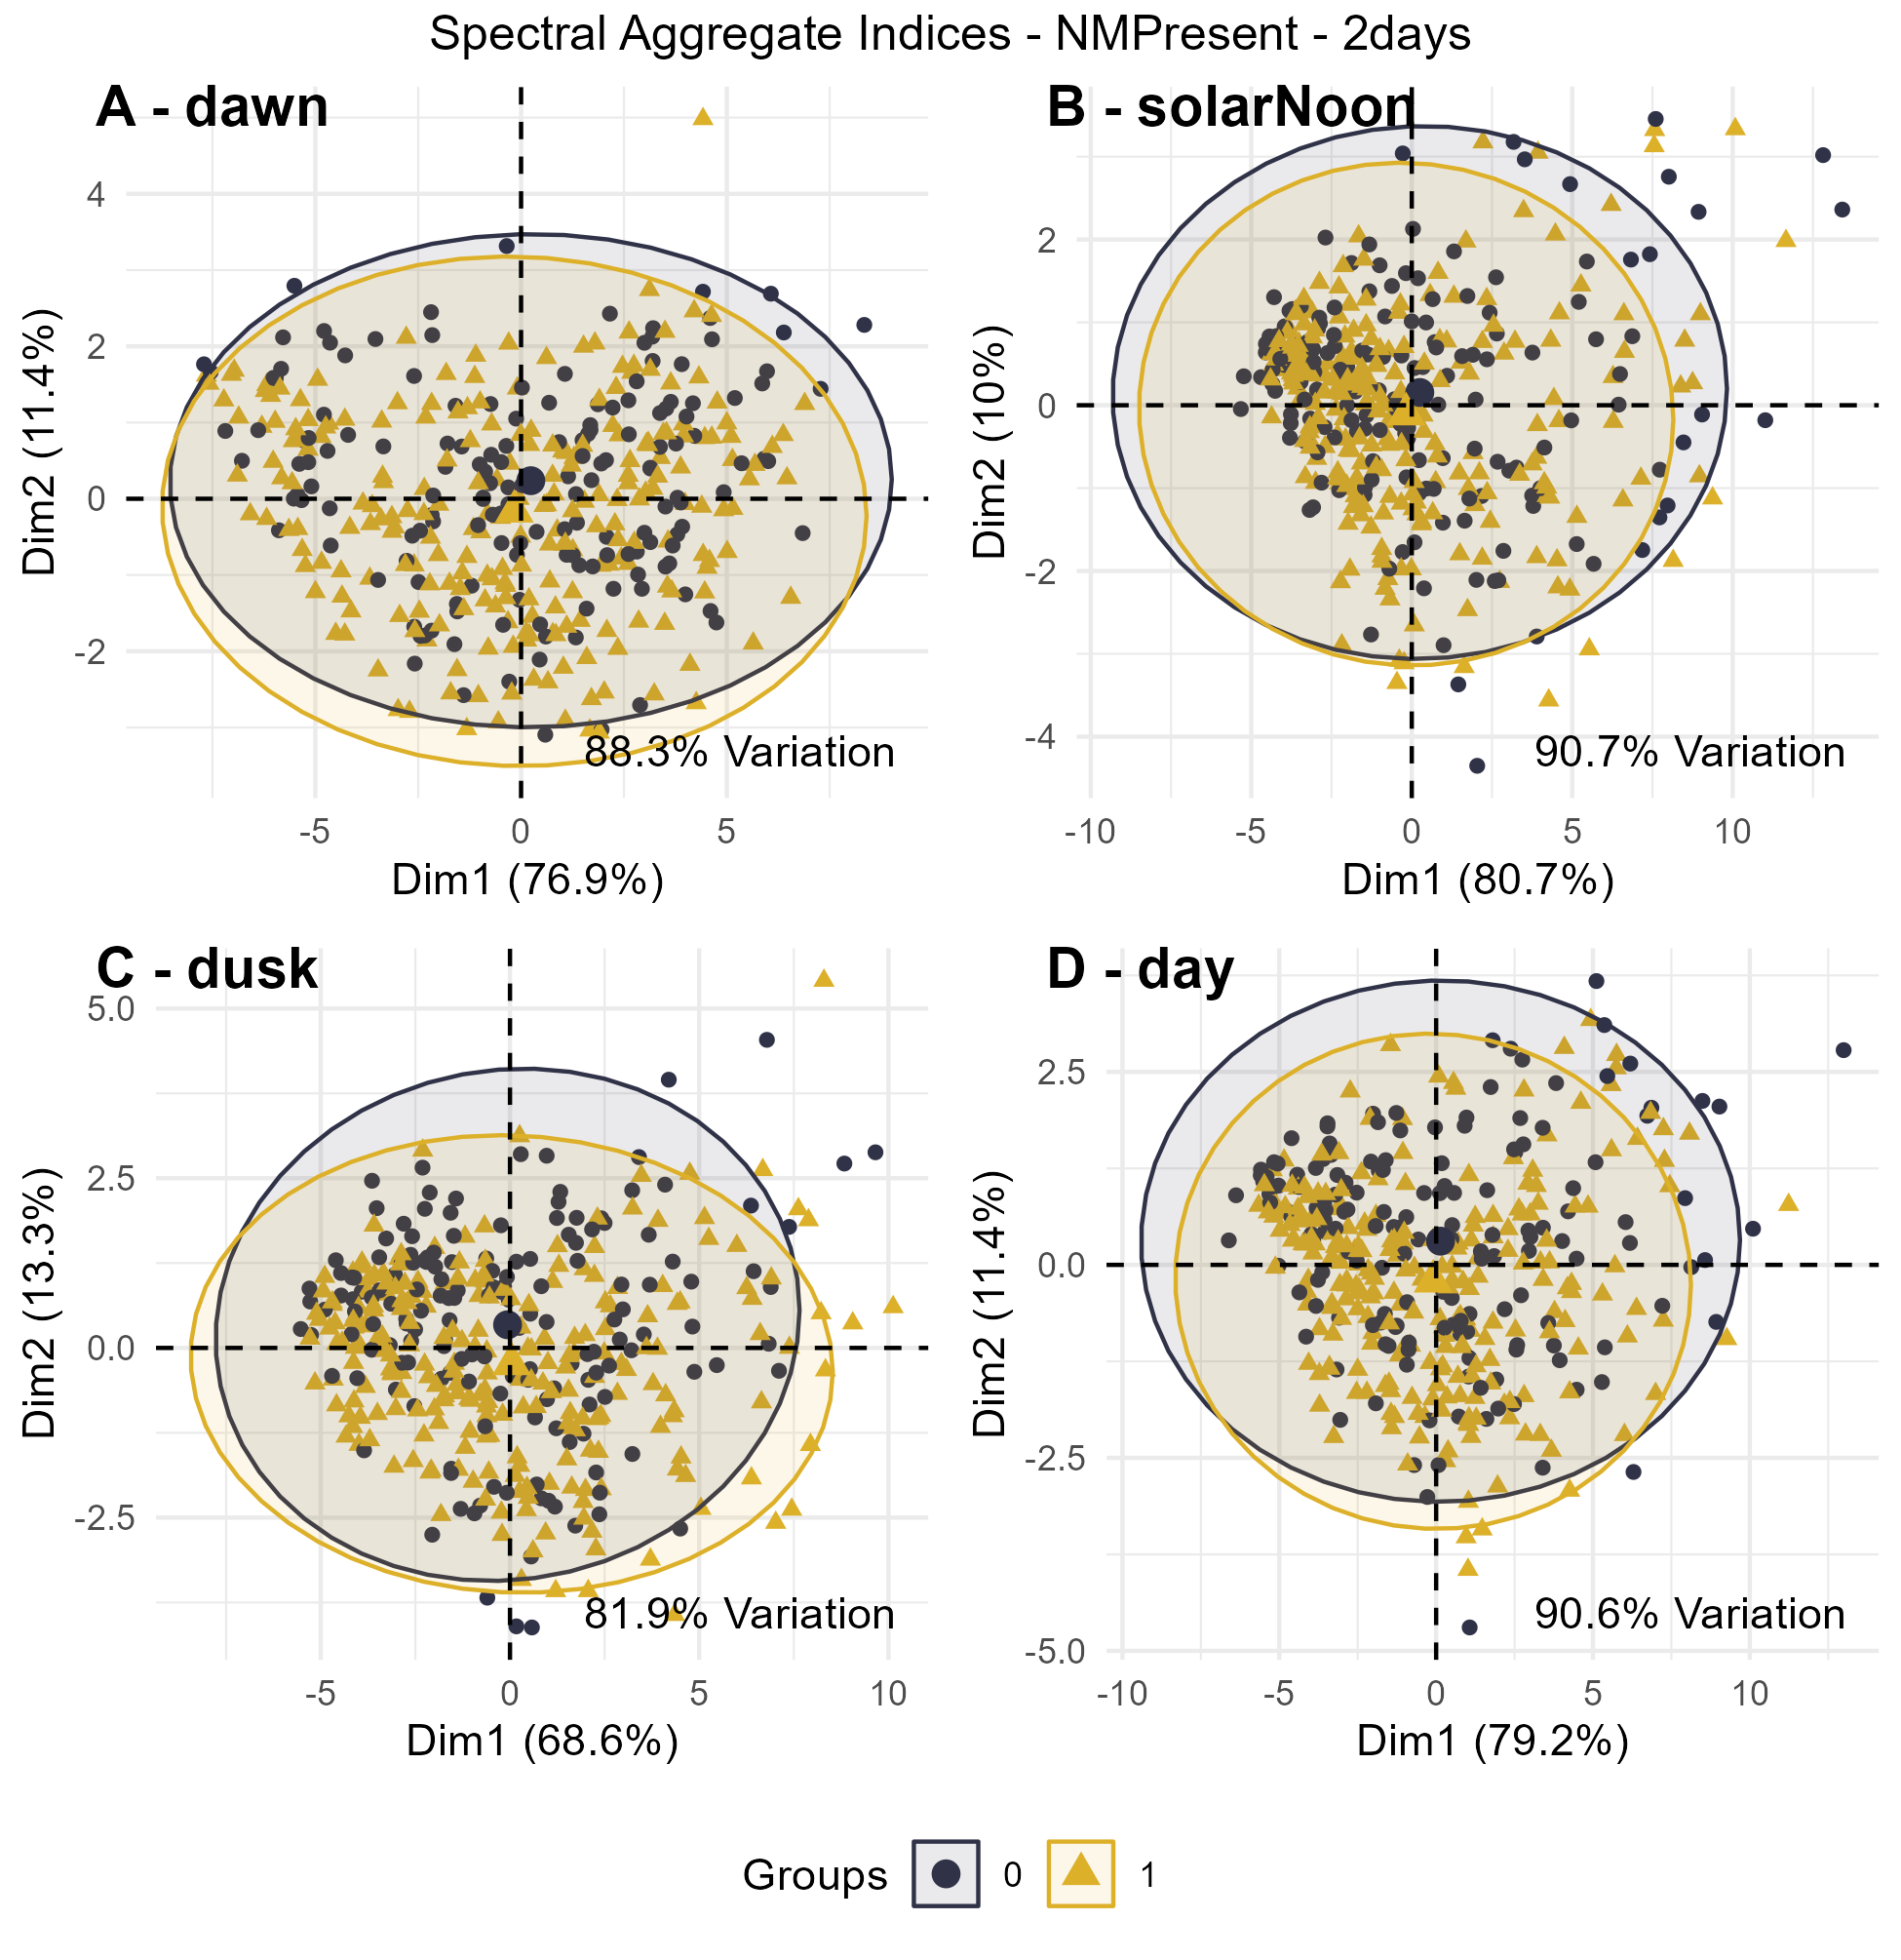 Spectral Aggregate Indices - NMPresent - 2days
A - dawn
4
2
0
-2
Dim2 (11.4%)
88.3% Variation
-5 0 5
Dim1 (76.9%)
B - solarNoon
2
0
-2
-4
Dim2 (10%)
90.7% Variation
-10 -5 0 5 10
Dim1 (80.7%)
C - dusk
5.0
2.5
0.0
-2.5
Dim2 (13.3%)
81.9% Variation
-5 0 5 10
Dim1 (68.6%)
D - day
2.5
0.0
-2.5
-5.0
Dim2 (11.4%)
90.6% Variation
-10 -5 0 5 10
Dim1 (79.2%)
Groups 0 1